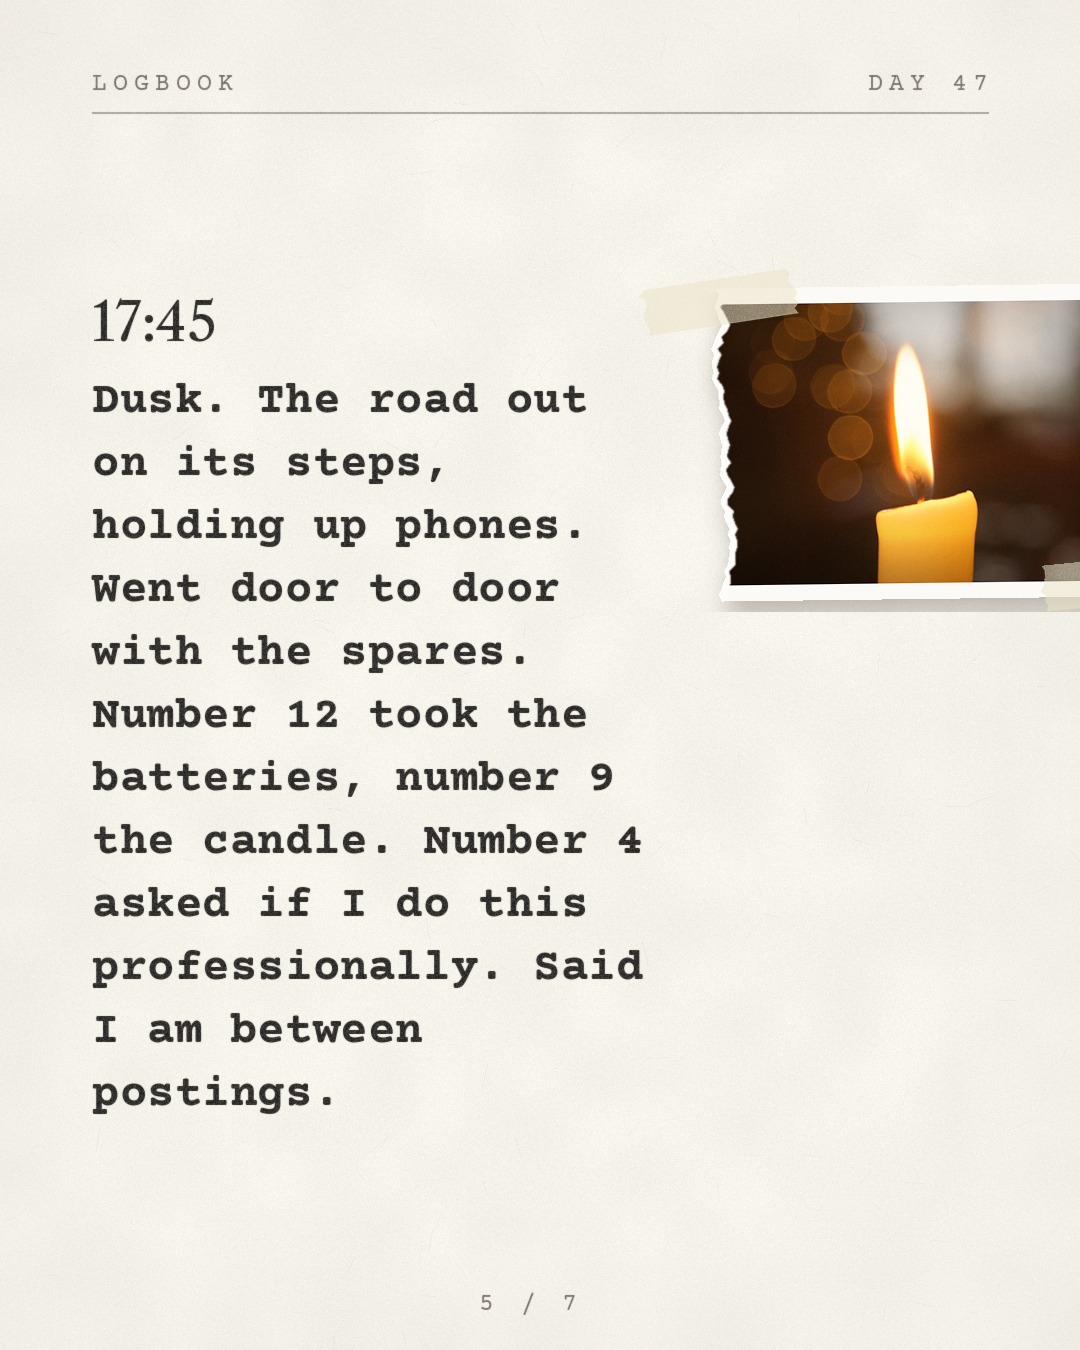 LOGBOOK
DAY 47
17:45
Dusk. The road out
on its steps,
holding up phones.
Went door to door
with the spares.
Number 12 took the
batteries, number 9
the candle. Number 4
asked if I do this
professionally. Said
I am between
postings.
5 / 7